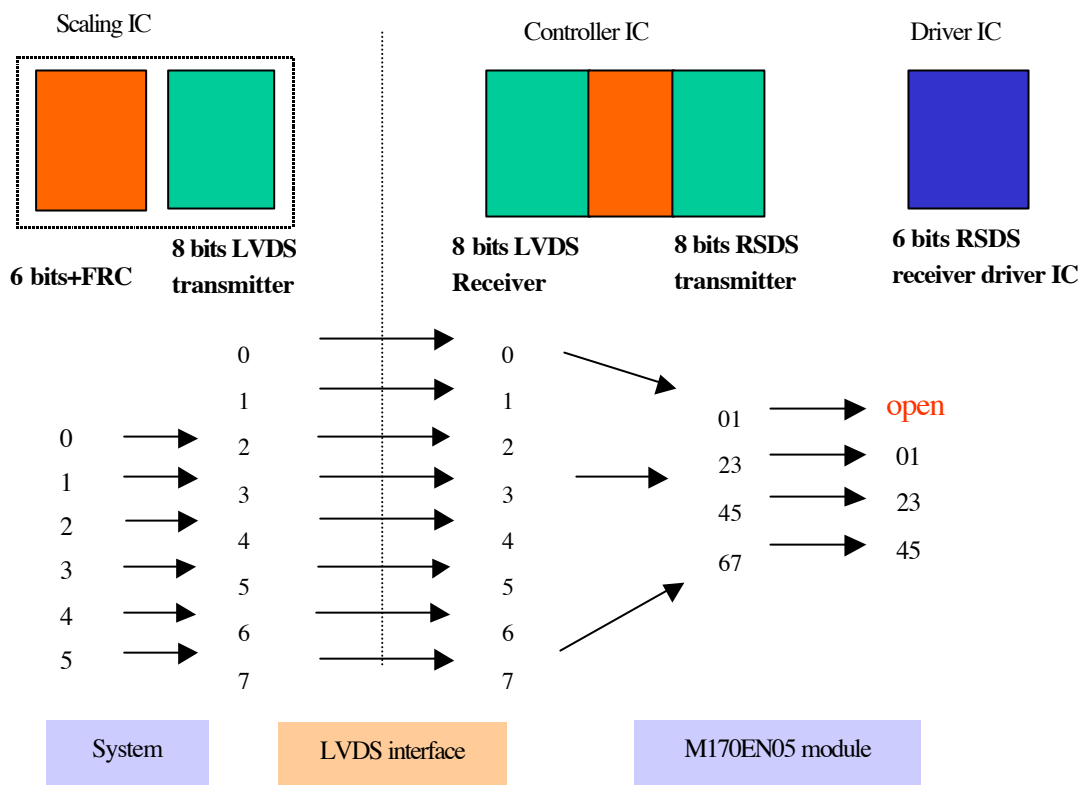 Scaling IC
Controller IC
Driver IC
6 bits+FRC
8 bits LVDS
transmitter
8 bits LVDS
Receiver
8 bits RSDS
transmitter
6 bits RSDS
receiver driver IC
0
1
2
3
4
5
0
1
2
3
4
5
6
7
0
1
2
3
4
5
6
7
01
23
45
67
open
01
23
45
System
LVDS interface
M170EN05 module